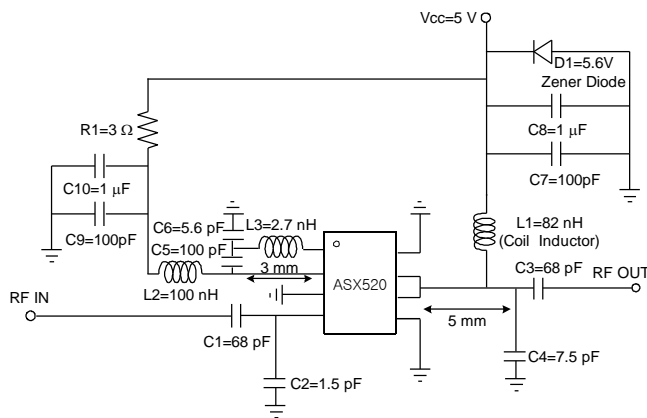 Vcc=5 V
D1=5.6V
Zener Diode
R1=3 Ω
C8=1 μF
C10=1 μF
C7=100pF
C9=100pF
C6=5.6 pF
L3=2.7 nH
L1=82 nH
(Coil Inductor)
C5=100 pF
3 mm
ASX520
C3=68 pF
RF OUT
L2=100 nH
RF IN
5 mm
C1=68 pF
C4=7.5 pF
C2=1.5 pF